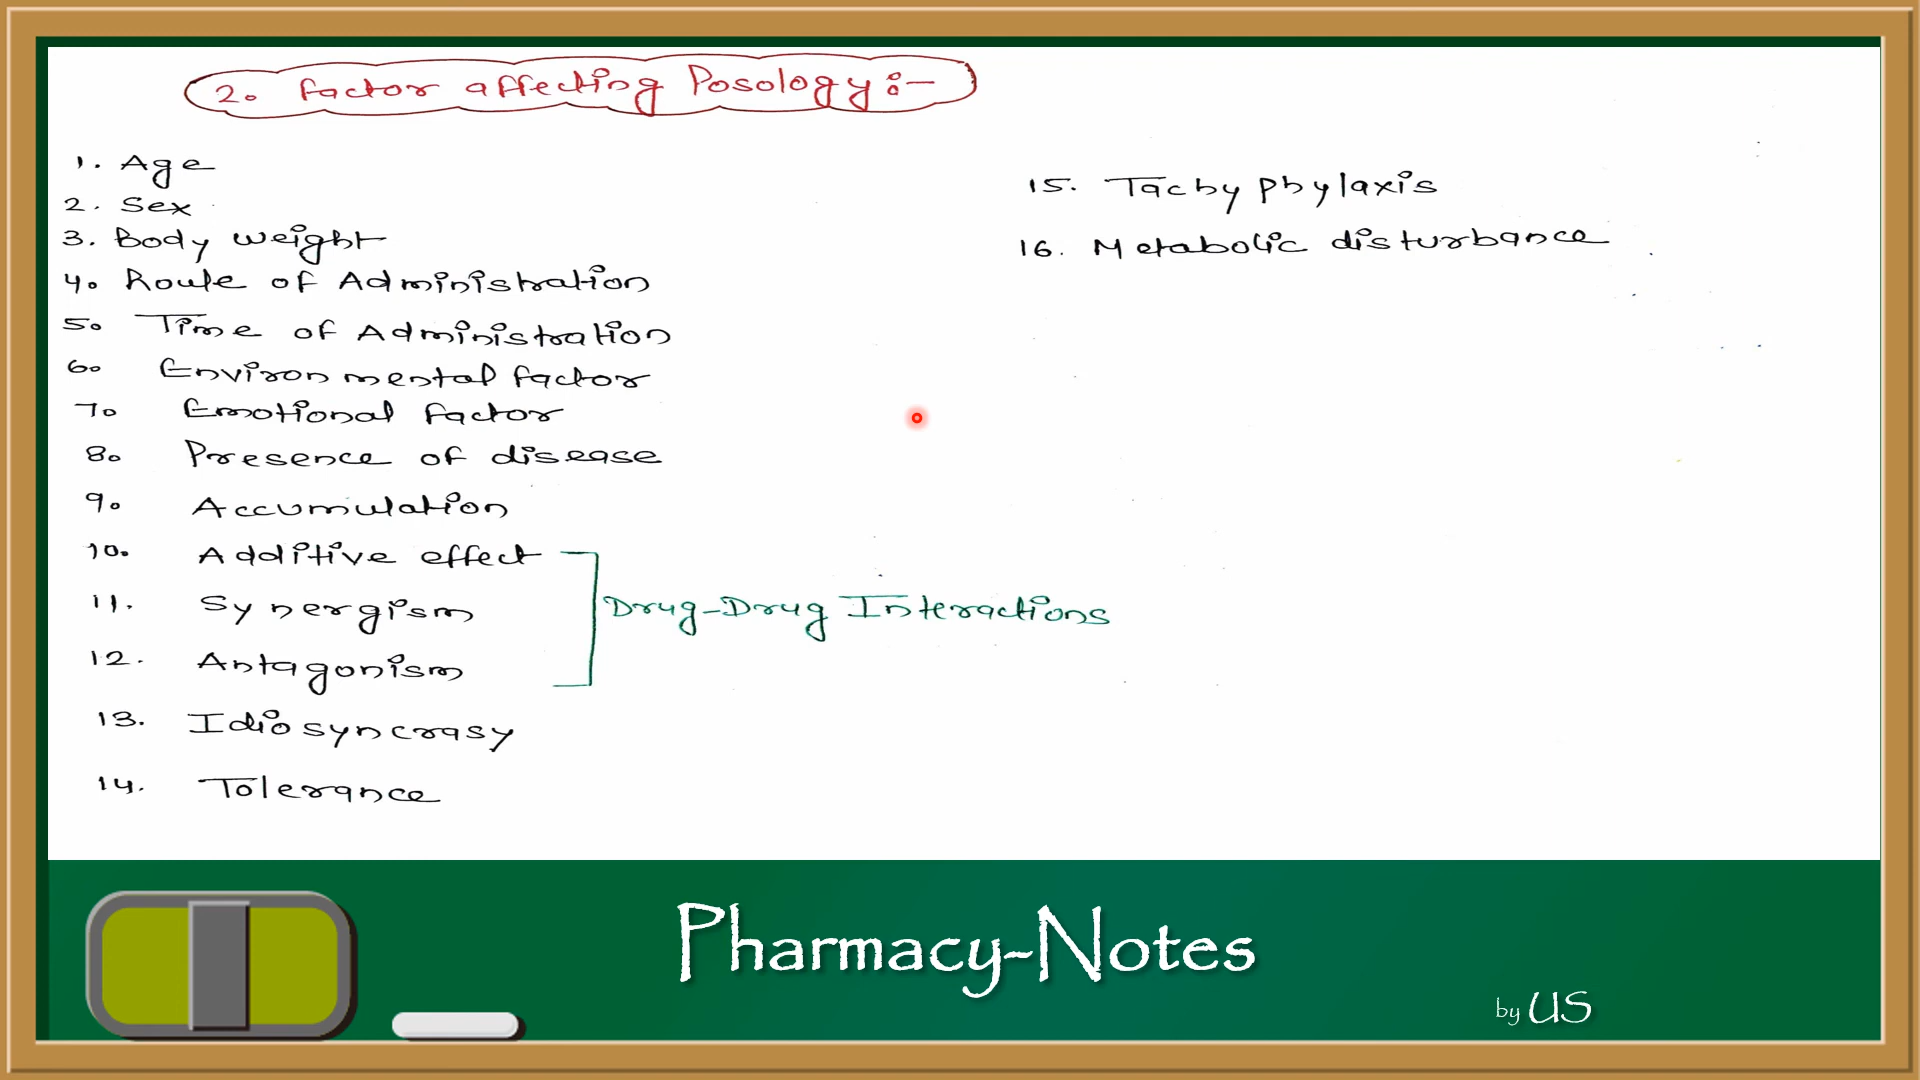 2. Factor affecting Posology :-
1. Age
2. Sex
3. Body weight
4. Route of Administration
5. Time of Administration
6. Environmental factor
7. Emotional factor
8. Presence of disease
9. Accumulation
10. Additive effect
11. Synergism
12. Antagonism
Drug-Drug Interactions
13. Idiosyncrasy
14. Tolerance
15. Tachyphylaxis
16. Metabolic disturbance
Pharmacy-Notes
by US